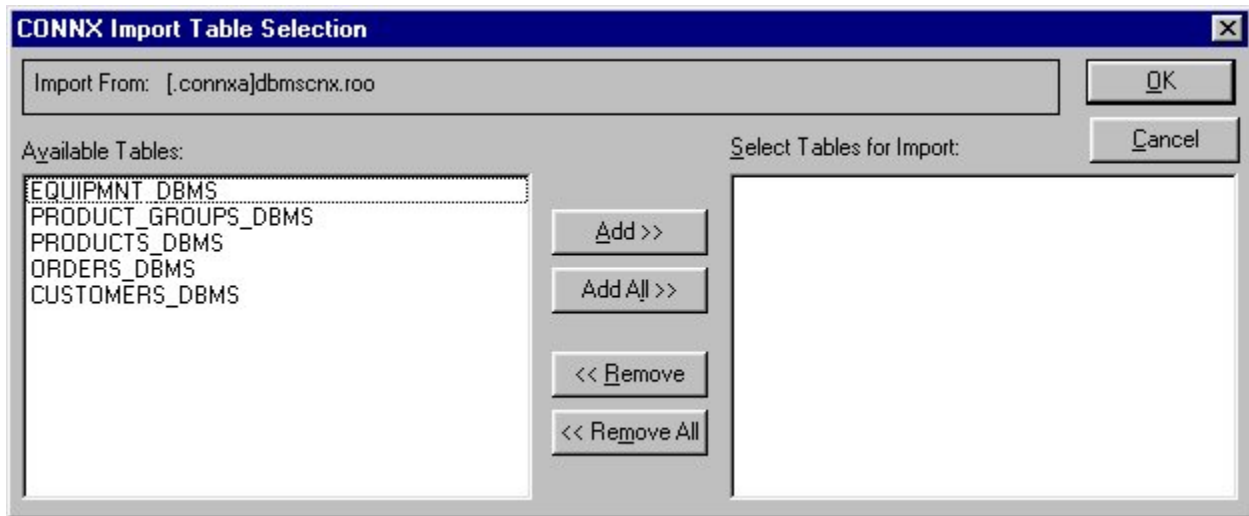 CONNX Import Table Selection
Import From: [.connxa]dbmscnx.roo
OK
Cancel
Available Tables:
Select Tables for Import:
EQUIPMNT_DBMS
PRODUCT_GROUPS_DBMS
PRODUCTS_DBMS
ORDERS_DBMS
CUSTOMERS_DBMS
Add >>
Add All >>
<< Remove
<< Remove All